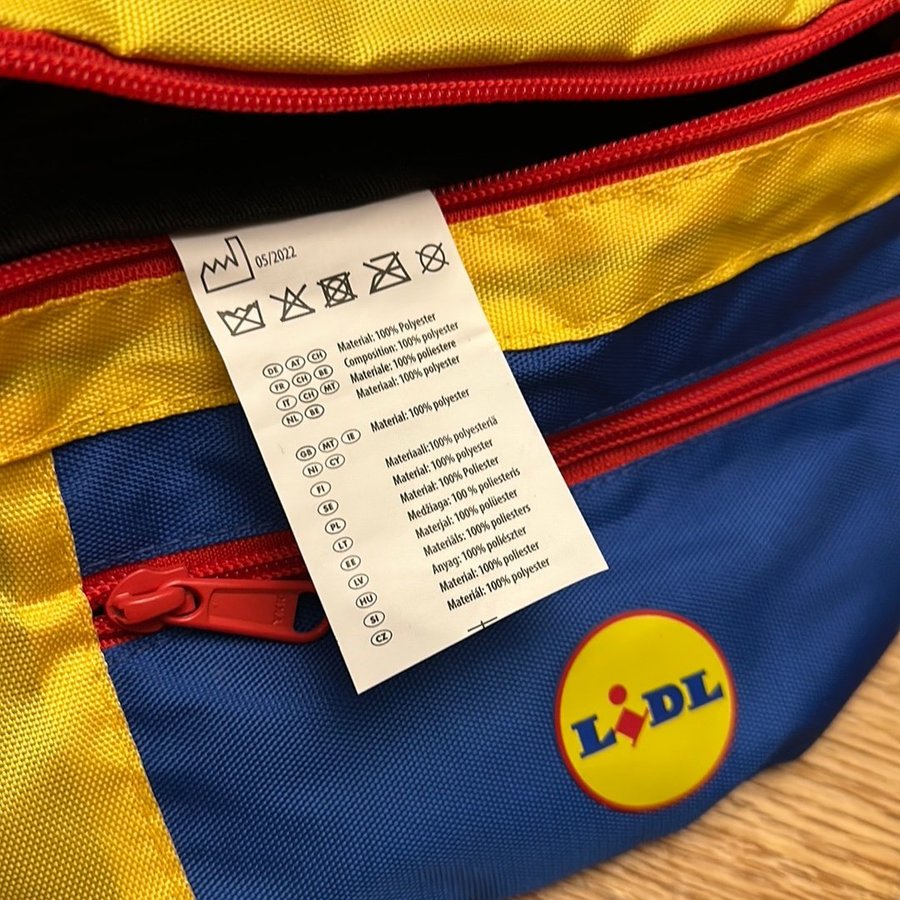 05/2022
DE AT CH Material: 100% Polyester
FR CH BE Composition: 100% polyester
IT CH MT Materiale: 100% poliestere
NL BE Materiaal: 100% polyester
GB MT IE
NI CY Material: 100% polyester
FI Materiaali:100% polyesteriä
SE Material: 100% polyester
PL Materiał: 100% Poliester
LT Medžiaga: 100 % poliesteris
EE Materjal: 100% polüester
LV Materiāls: 100% poliesters
HU Anyag: 100% poliészter
SI Material: 100% polyester
CZ Materiál: 100% polyester
LIDL